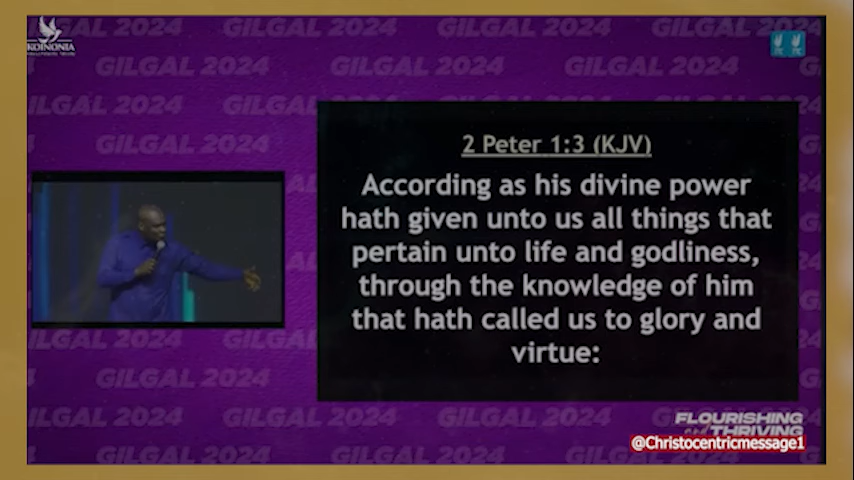 KOINONIA
GILGAL 2024
2 Peter 1:3 (KJV)
According as his divine power
hath given unto us all things that
pertain unto life and godliness,
through the knowledge of him
that hath called us to glory and
virtue:
FLOURISHING
and THRIVING
@Christocentricmessage1